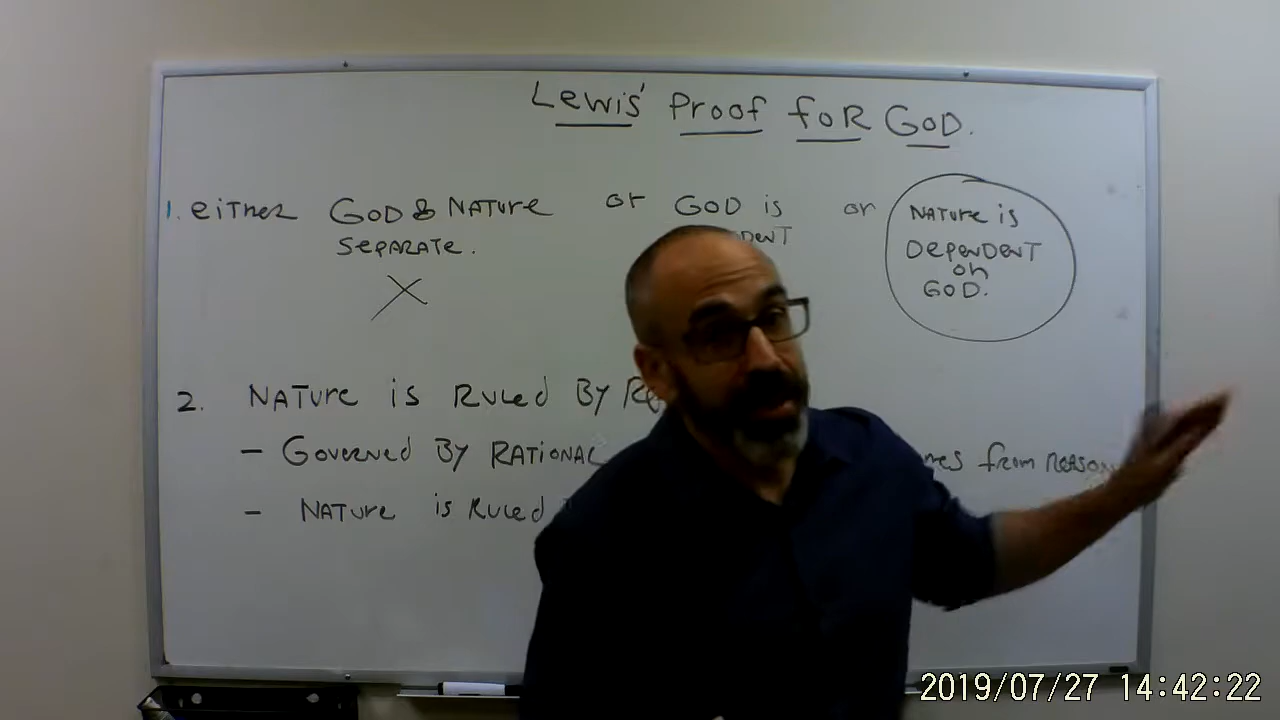 Lewis' Proof foR GOD.
1. eiTHeR GOD & NATURe or GOD is or NATURe is
SePARATe. DePeNDeNT
on
GOD.
2. NATURe is RUled BY
- GoveRNed BY RATIONAL from ReASON
- NATURe is RUled
2019/07/27 14:42:22